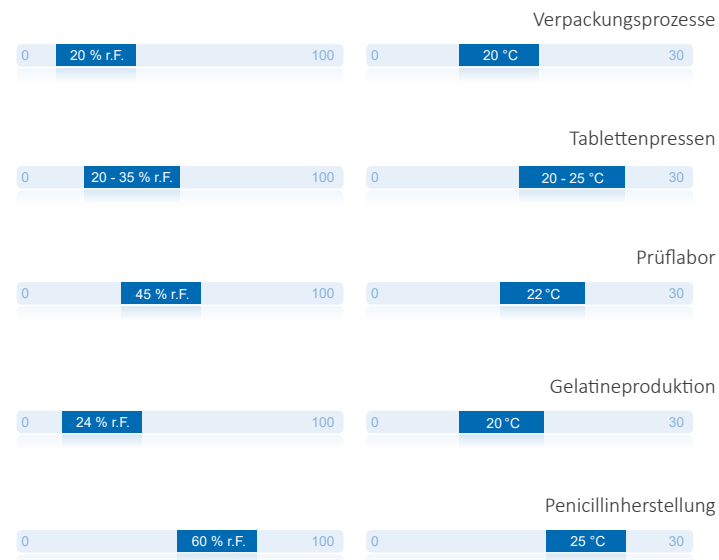 Verpackungsprozesse
0 20 % r.F. 100 0 20 °C 30
Tablettenpressen
0 20 - 35 % r.F. 100 0 20 - 25 °C 30
Prüflabor
0 45 % r.F. 100 0 22 °C 30
Gelatineproduktion
0 24 % r.F. 100 0 20 °C 30
Penicillinherstellung
0 60 % r.F. 100 0 25 °C 30